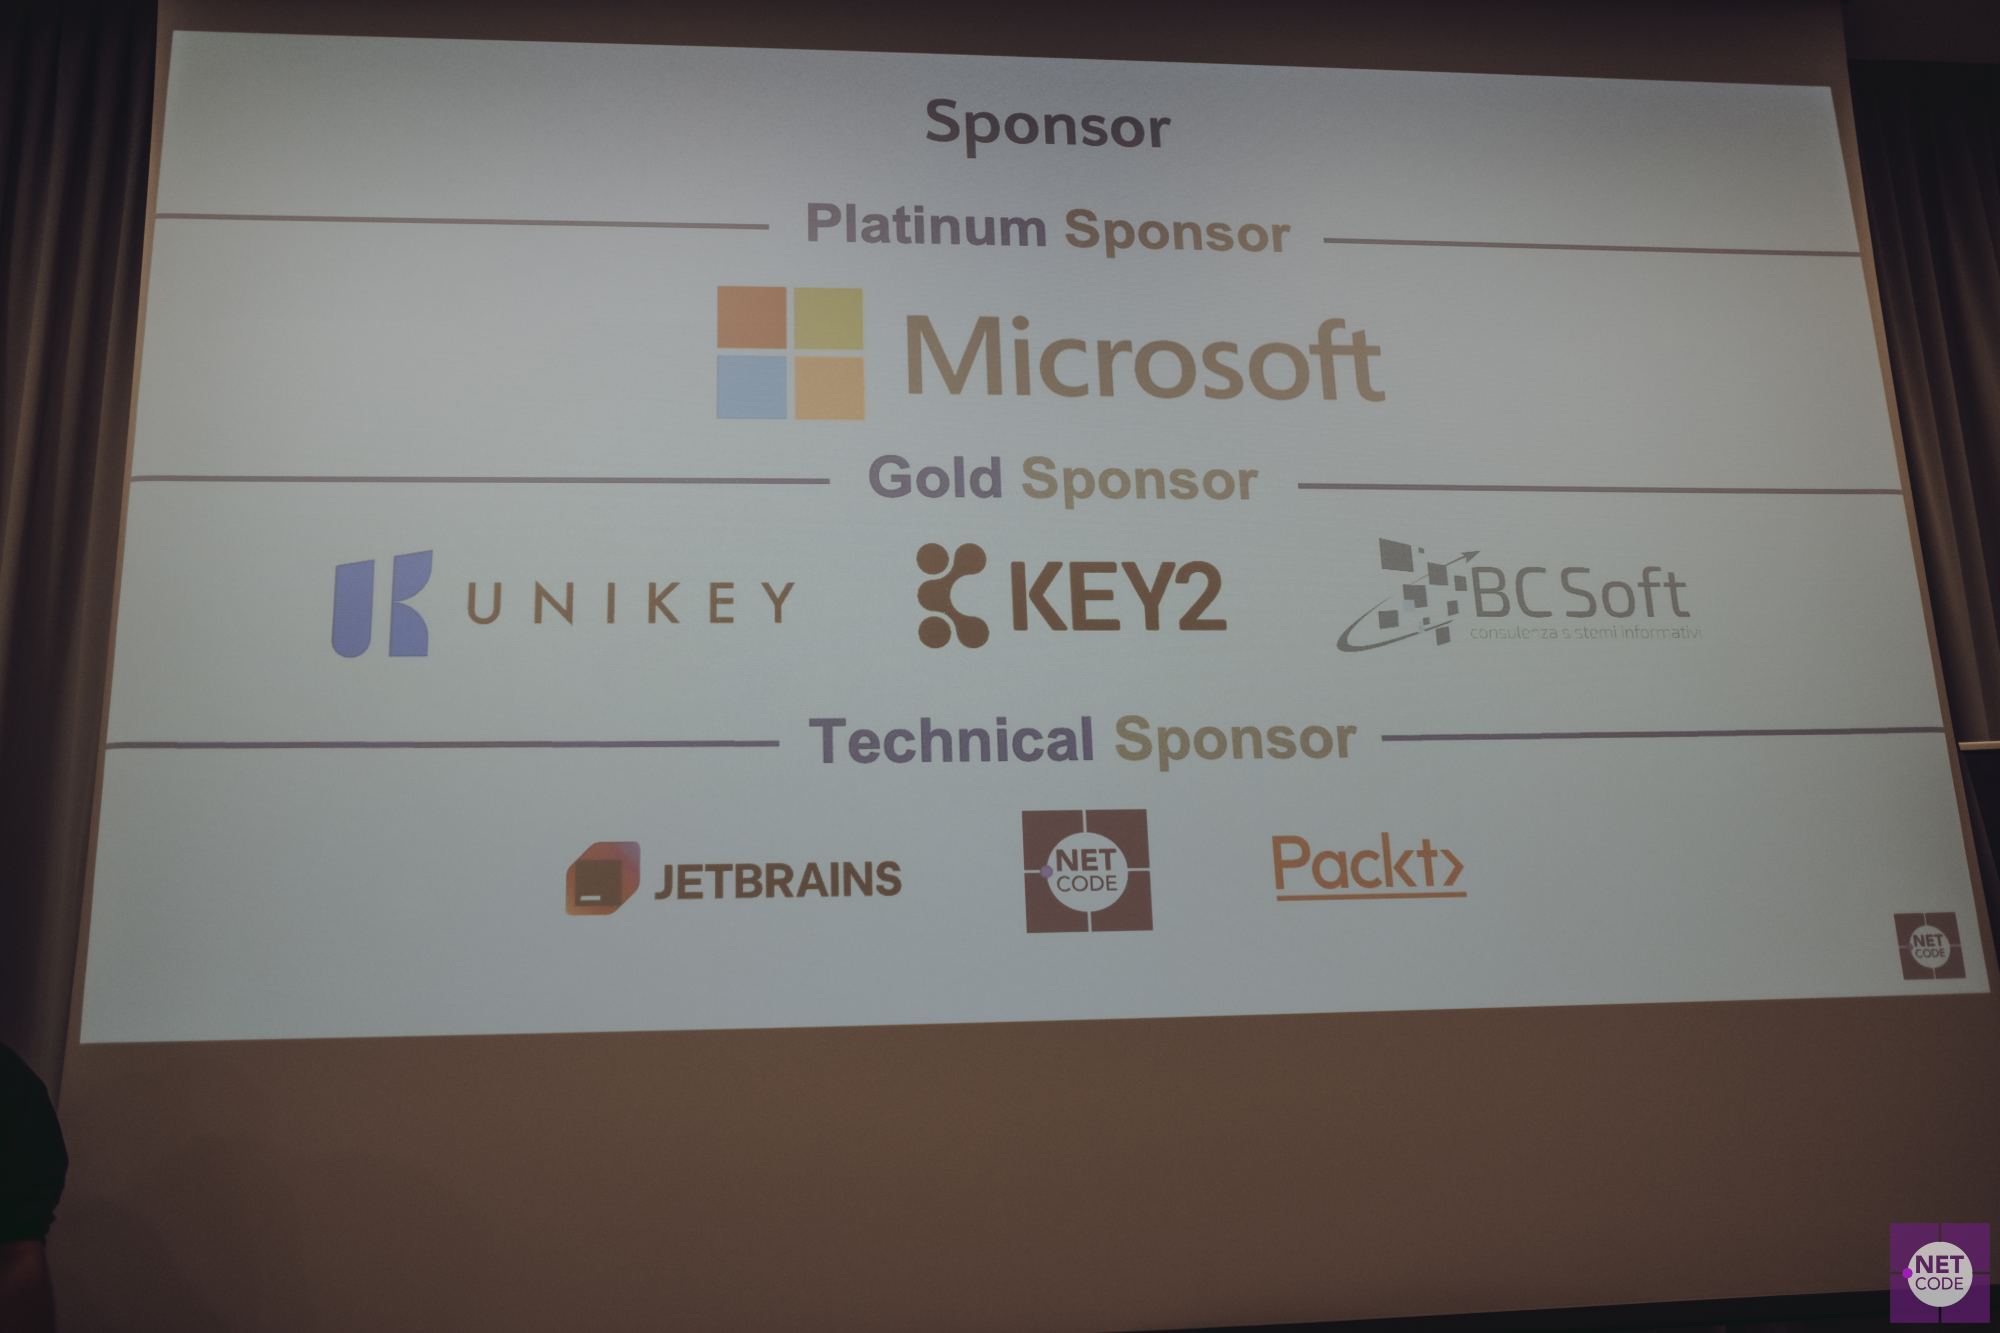 Sponsor
Platinum Sponsor
Microsoft
Gold Sponsor
UNIKEY
KEY2
BC Soft
consulenza sistemi informativi
Technical Sponsor
JETBRAINS
.NET
CODE
Packt
NET
CODE
.NET
CODE